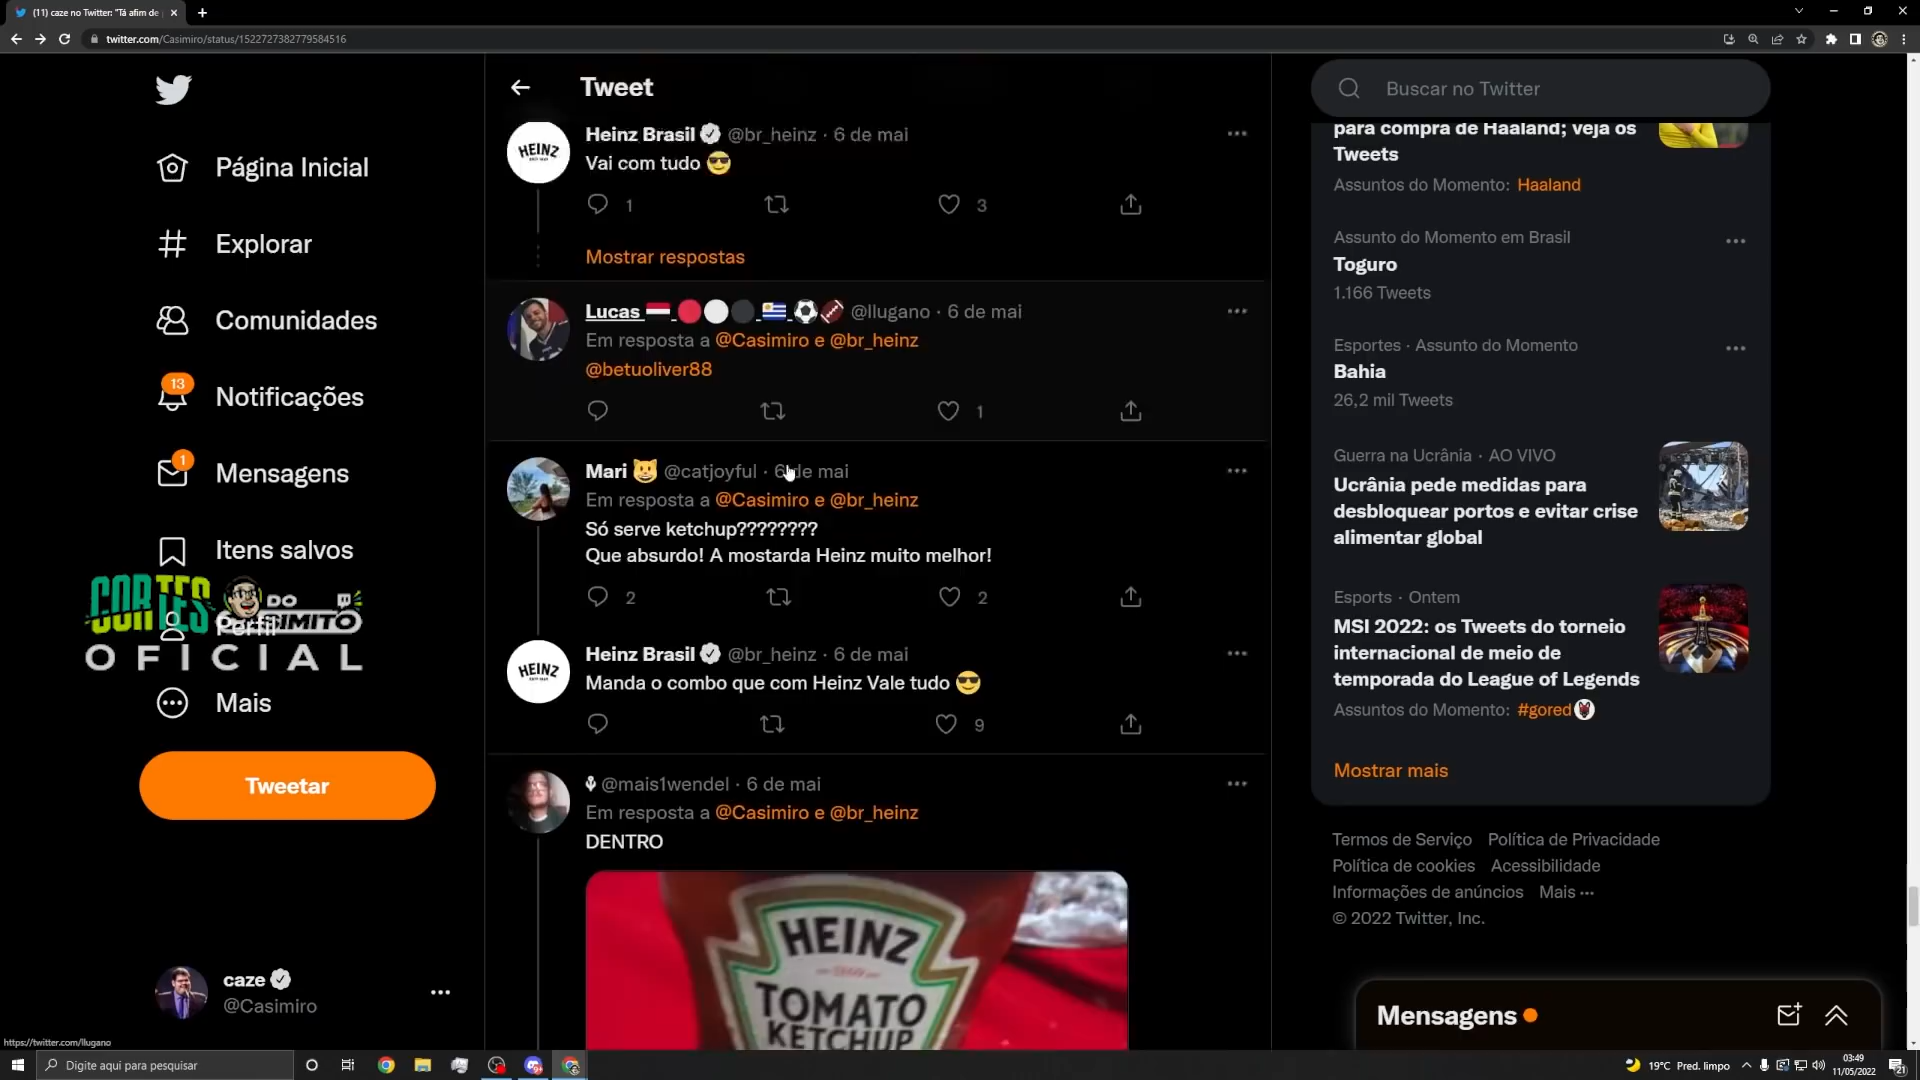 (11) caze no Twitter: "Tá afim de
twitter.com/Casimiro/status/1522727382779584516
Página Inicial
Explorar
Comunidades
13
Notificações
1
Mensagens
Itens salvos
Perfil
Mais
Tweetar
CORTES DO CASIMITO
OFICIAL
caze
@Casimiro
https://twitter.com/llugano
Tweet
HEINZ
Heinz Brasil @br_heinz · 6 de mai
Vai com tudo 😎
1 3
Mostrar respostas
Lucas @llugano · 6 de mai
Em resposta a @Casimiro e @br_heinz
@betuoliver88
1
Mari 😺 @catjoyful · 6 de mai
Em resposta a @Casimiro e @br_heinz
Só serve ketchup????????
Que absurdo! A mostarda Heinz muito melhor!
2 2
HEINZ
Heinz Brasil @br_heinz · 6 de mai
Manda o combo que com Heinz Vale tudo 😎
9
@mais1wendel · 6 de mai
Em resposta a @Casimiro e @br_heinz
DENTRO
HEINZ
TOMATO
KETCHUP
Buscar no Twitter
para compra de Haaland; veja os
Tweets
Assuntos do Momento: Haaland
Assunto do Momento em Brasil
Toguro
1.166 Tweets
Esportes · Assunto do Momento
Bahia
26,2 mil Tweets
Guerra na Ucrânia · AO VIVO
Ucrânia pede medidas para
desbloquear portos e evitar crise
alimentar global
Esports · Ontem
MSI 2022: os Tweets do torneio
internacional de meio de
temporada do League of Legends
Assuntos do Momento: #gored
Mostrar mais
Termos de Serviço Política de Privacidade
Política de cookies Acessibilidade
Informações de anúncios Mais ···
© 2022 Twitter, Inc.
Mensagens
Digite aqui para pesquisar
19°C Pred. limpo
03:49
11/05/2022
21